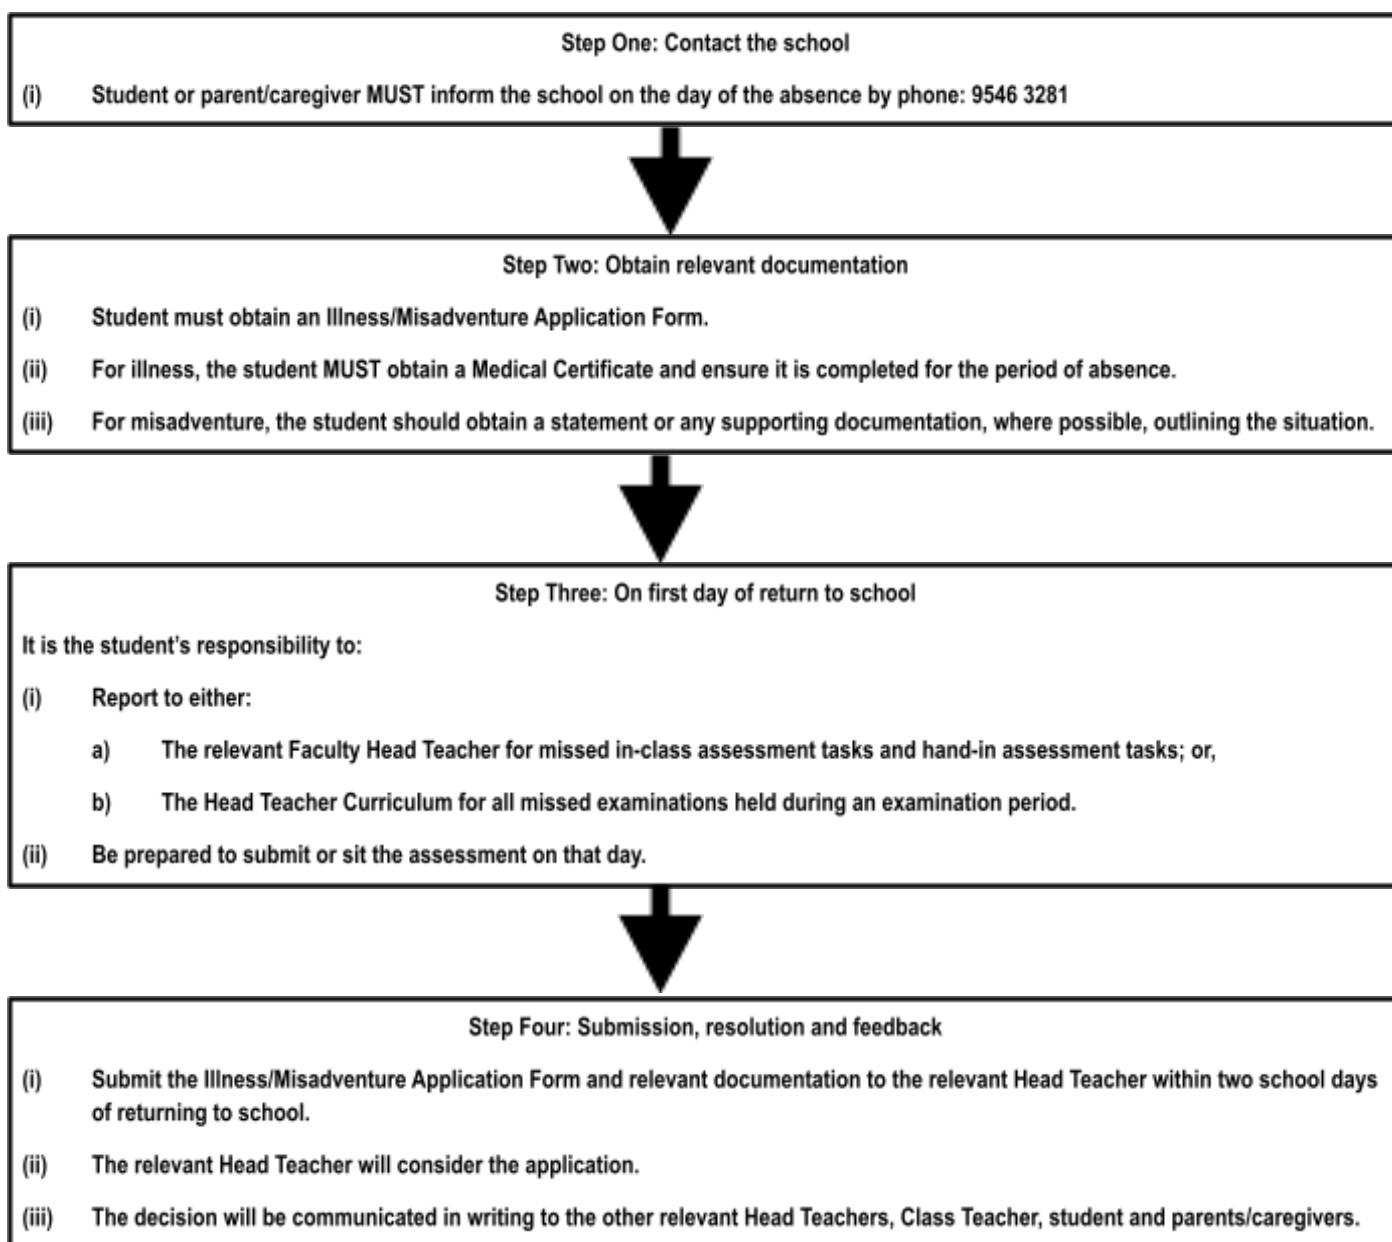 Step One: Contact the school
(i) Student or parent/caregiver MUST inform the school on the day of the absence by phone: 9546 3281
Step Two: Obtain relevant documentation
(i) Student must obtain an Illness/Misadventure Application Form.
(ii) For illness, the student MUST obtain a Medical Certificate and ensure it is completed for the period of absence.
(iii) For misadventure, the student should obtain a statement or any supporting documentation, where possible, outlining the situation.
Step Three: On first day of return to school
It is the student’s responsibility to:
(i) Report to either:
a) The relevant Faculty Head Teacher for missed in-class assessment tasks and hand-in assessment tasks; or,
b) The Head Teacher Curriculum for all missed examinations held during an examination period.
(ii) Be prepared to submit or sit the assessment on that day.
Step Four: Submission, resolution and feedback
(i) Submit the Illness/Misadventure Application Form and relevant documentation to the relevant Head Teacher within two school days
of returning to school.
(ii) The relevant Head Teacher will consider the application.
(iii) The decision will be communicated in writing to the other relevant Head Teachers, Class Teacher, student and parents/caregivers.